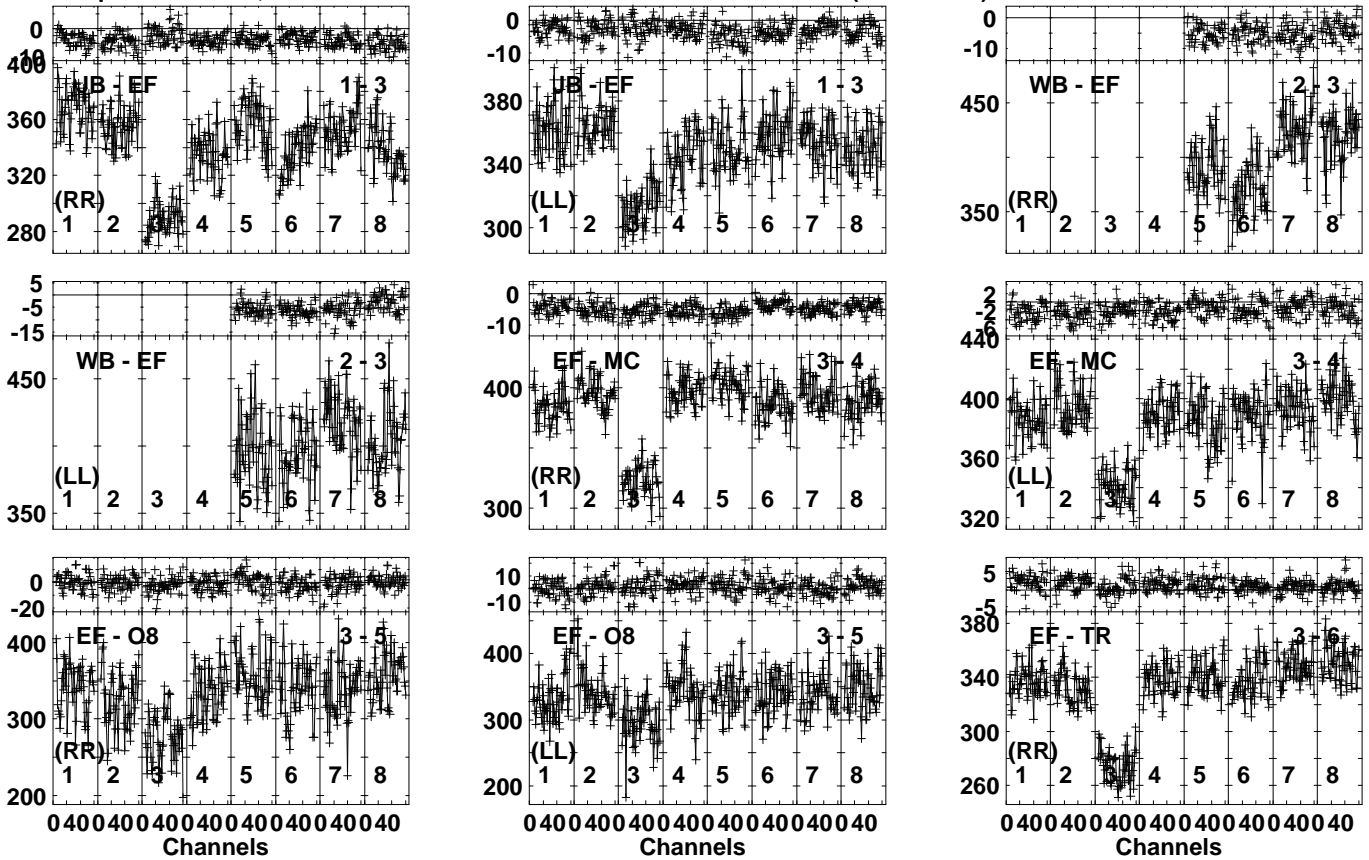 0 -10 400 JB - EF 1 - 3 360 320 (RR) 280 1 2 3 4 5 6 7 8
0 -10 JB - EF 1 - 3 380 340 (LL) 300 1 2 3 4 5 6 7 8
0 -10 WB - EF 2 - 3 450 350 (RR) 1 2 3 4 5 6 7 8
5 -5 -15 WB - EF 2 - 3 450 (LL) 350 1 2 3 4 5 6 7 8
0 -10 EF - MC 3 - 4 400 (RR) 300 1 2 3 4 5 6 7 8
2 -2 -6 440 EF - MC 3 - 4 400 360 (LL) 320 1 2 3 4 5 6 7 8
0 -20 EF - O8 3 - 5 400 300 (RR) 200 1 2 3 4 5 6 7 8
10 -10 EF - O8 3 - 5 400 300 (LL) 200 1 2 3 4 5 6 7 8
5 -5 380 EF - TR 3 - 6 340 300 (RR) 260 1 2 3 4 5 6 7 8
0 40 0 40 0 40 0 40 0 40 0 40 0 40 0 40
Channels
0 40 0 40 0 40 0 40 0 40 0 40 0 40 0 40
Channels
0 40 0 40 0 40 0 40 0 40 0 40 0 40 0 40
Channels